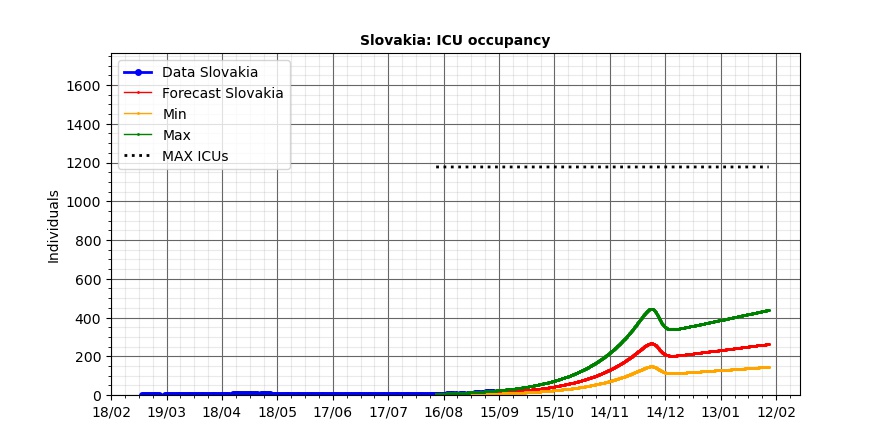 Slovakia: ICU occupancy
Data Slovakia
Forecast Slovakia
Min
Max
MAX ICUs
Individuals
1600
1400
1200
1000
800
600
400
200
0
18/02 19/03 18/04 18/05 17/06 17/07 16/08 15/09 15/10 14/11 14/12 13/01 12/02